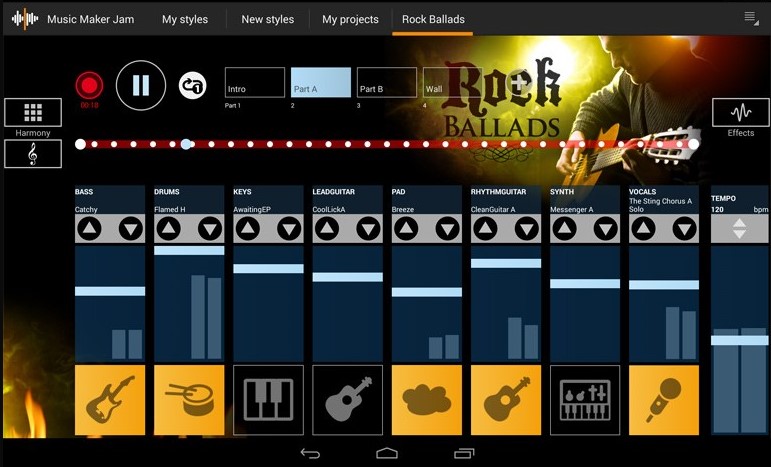 Music Maker Jam
My styles
New styles
My projects
Rock Ballads
00:10
Intro
Part A
Part B
Wall
Part 1
2
3
4
Rock
BALLADS
Harmony
Effects
BASS
DRUMS
KEYS
LEADGUITAR
PAD
RHYTHMGUITAR
SYNTH
VOCALS
TEMPO
Catchy
Flamed H
AwaitingEP
CoolLickA
Breeze
CleanGuitar A
Messenger A
The Sting Chorus A
Solo
120 bpm